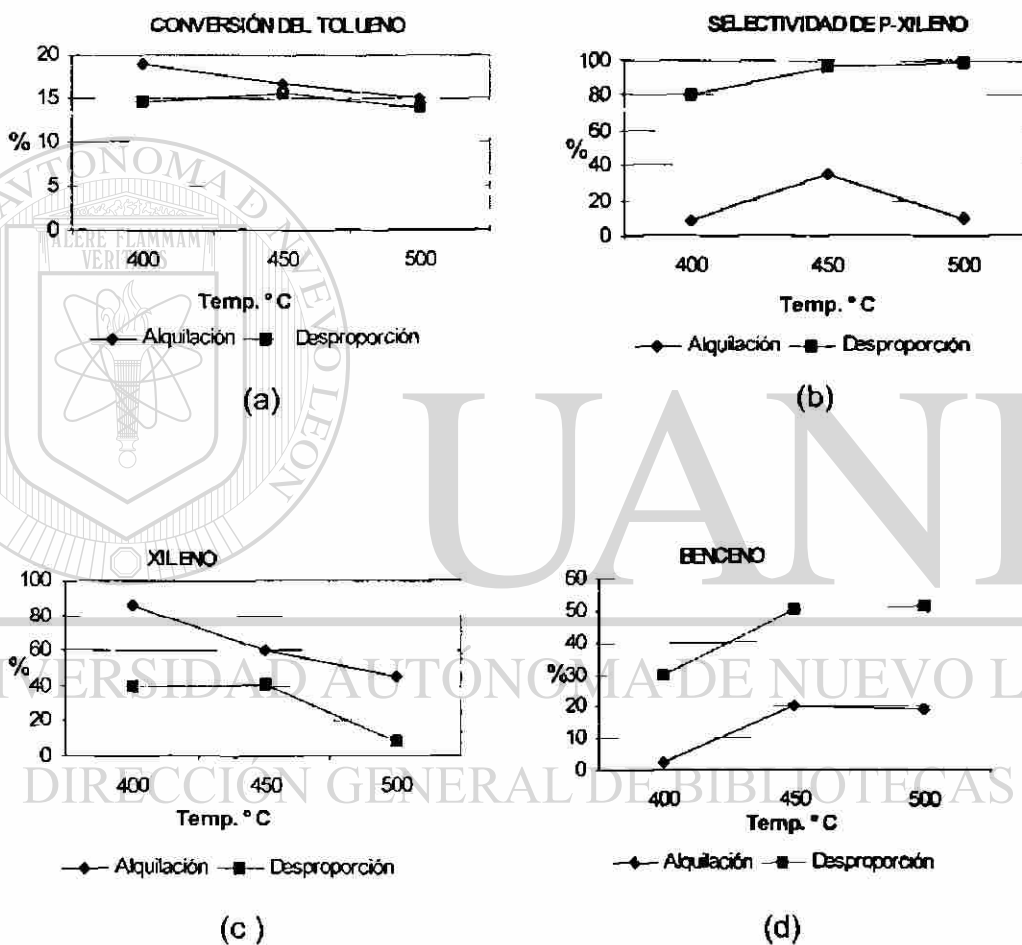 CONVERSIÓN DEL TOLUENO
20
15
%
10
5
0
400 450 500
Temp. °C
Alquilación Desproporción
(a)
SELECTIVIDAD DE P-XILENO
100
80
60
%
40
20
0
400 450 500
Temp. °C
Alquilación Desproporción
(b)
ALERE FLAMMAM
VERITATIS
UANL
XILENO
100
80
60
%
40
20
0
400 450 500
Temp. °C
Alquilación Desproporción
(c )
BENCENO
60
50
40
%
30
20
10
0
400 450 500
Temp. °C
Alquilación Desproporción
(d)
VERSIDAD AUTÓNOMA DE NUEVO L
DIRECCIÓN GENERAL DE BIBLIOTECAS